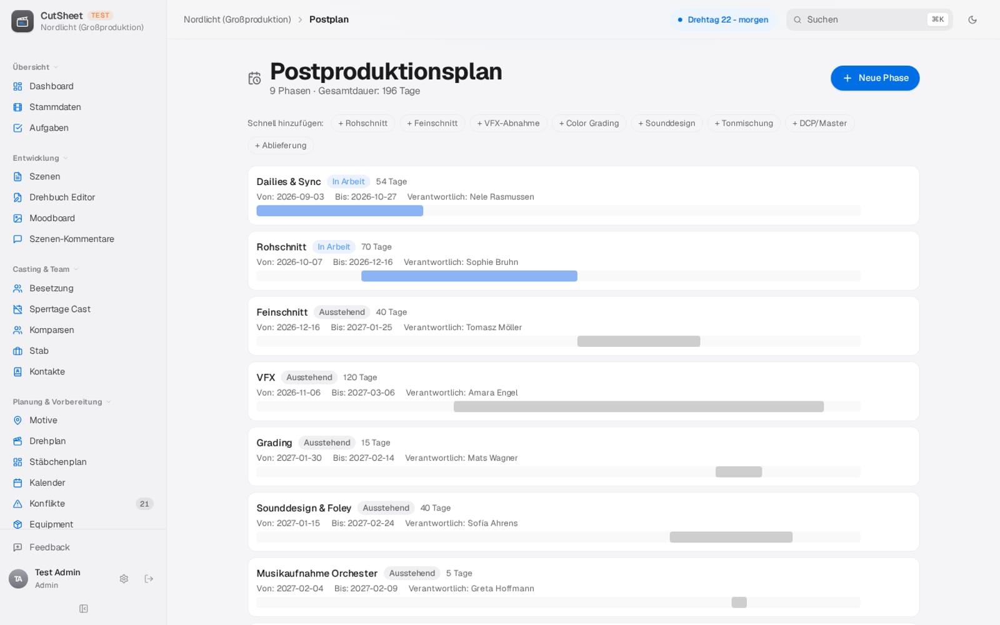 CutSheet TEST
Nordlicht (Großproduktion)
Übersicht
Dashboard
Stammdaten
Aufgaben
Entwicklung
Szenen
Drehbuch Editor
Moodboard
Szenen-Kommentare
Casting & Team
Besetzung
Sperrtage Cast
Komparsen
Stab
Kontakte
Planung & Vorbereitung
Motive
Drehplan
Stäbchenplan
Kalender
Konflikte 21
Equipment
Feedback
TA
Test Admin
Admin
Nordlicht (Großproduktion) > Postplan
Drehtag 22 - morgen
Suchen ⌘K
Postproduktionsplan
9 Phasen · Gesamtdauer: 196 Tage
+ Neue Phase
Schnell hinzufügen: + Rohschnitt + Feinschnitt + VFX-Abnahme + Color Grading + Sounddesign + Tonmischung + DCP/Master
+ Ablieferung
Dailies & Sync In Arbeit 54 Tage
Von: 2026-09-03 Bis: 2026-10-27 Verantwortlich: Nele Rasmussen
Rohschnitt In Arbeit 70 Tage
Von: 2026-10-07 Bis: 2026-12-16 Verantwortlich: Sophie Bruhn
Feinschnitt Ausstehend 40 Tage
Von: 2026-12-16 Bis: 2027-01-25 Verantwortlich: Tomasz Möller
VFX Ausstehend 120 Tage
Von: 2026-11-06 Bis: 2027-03-06 Verantwortlich: Amara Engel
Grading Ausstehend 15 Tage
Von: 2027-01-30 Bis: 2027-02-14 Verantwortlich: Mats Wagner
Sounddesign & Foley Ausstehend 40 Tage
Von: 2027-01-15 Bis: 2027-02-24 Verantwortlich: Sofía Ahrens
Musikaufnahme Orchester Ausstehend 5 Tage
Von: 2027-02-04 Bis: 2027-02-09 Verantwortlich: Greta Hoffmann